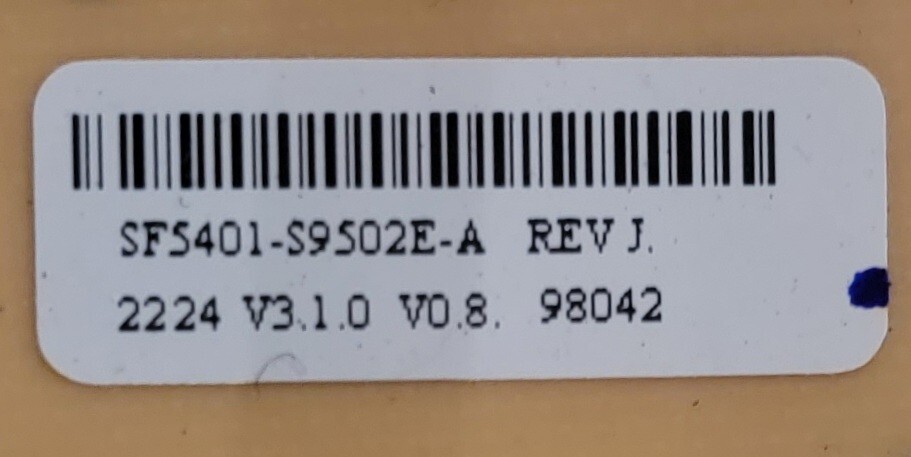 SF5401-S9502E-A REV J.
2224 V3.1.0 V0.8. 98042